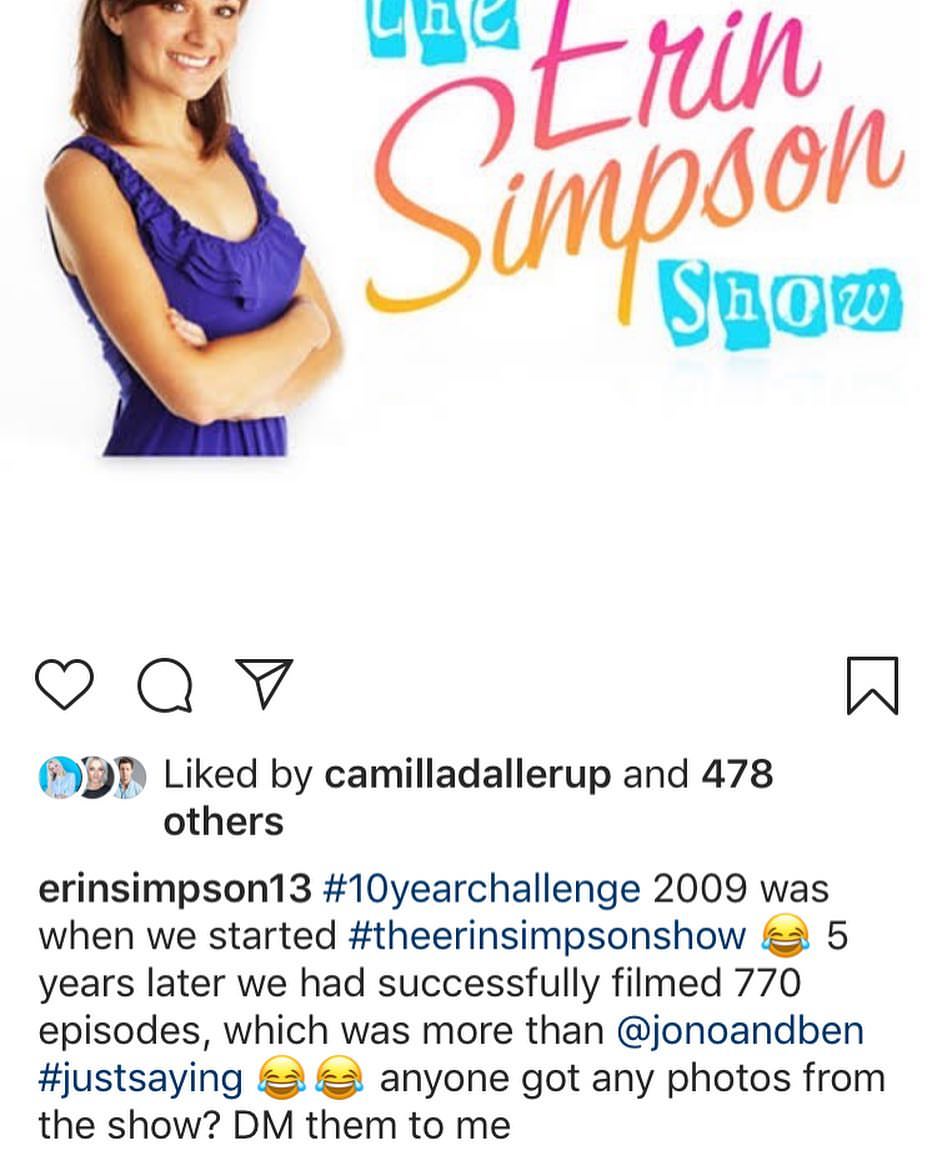 the
Erin
Simpson
Show
Liked by camilladallerup and 478
others
erinsimpson13 #10yearchallenge 2009 was
when we started #theerinsimpsonshow 😂 5
years later we had successfully filmed 770
episodes, which was more than @jonoandben
#justsaying 😂😂 anyone got any photos from
the show? DM them to me